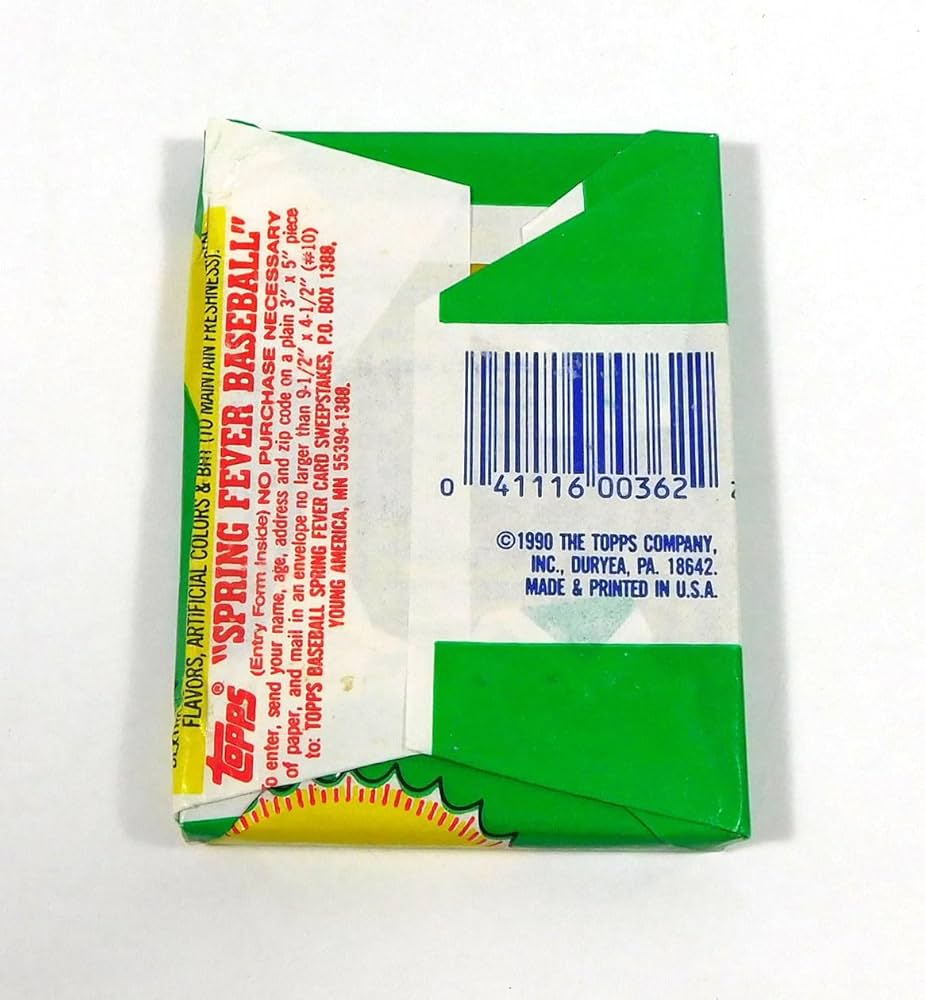 FLAVORS, ARTIFICIAL COLORS & BHT (TO MAINTAIN FRESHNESS).
Topps® "SPRING FEVER BASEBALL"
(Entry Form Inside) NO PURCHASE NECESSARY
o enter, send your name, age, address and zip code on a plain 3" x 5" piece
of paper, and mail in an envelope no larger than 9-1/2" x 4-1/2" (#10)
to: TOPPS BASEBALL SPRING FEVER CARD SWEEPSTAKES, P.O. BOX 1388,
YOUNG AMERICA, MN 55394-1388.
0 41116 00362
©1990 THE TOPPS COMPANY,
INC., DURYEA, PA. 18642.
MADE & PRINTED IN U.S.A.